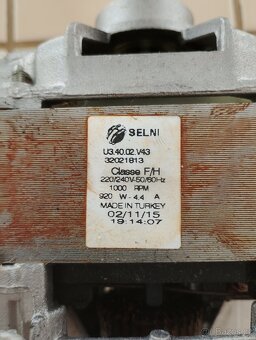 SELNI
U3.40.02.V43
32021813
Classe F/H
220/240V-50/60Hz
1000 RPM
920 W - 4,4 A
MADE IN TURKEY
02/11/15
19:14:07